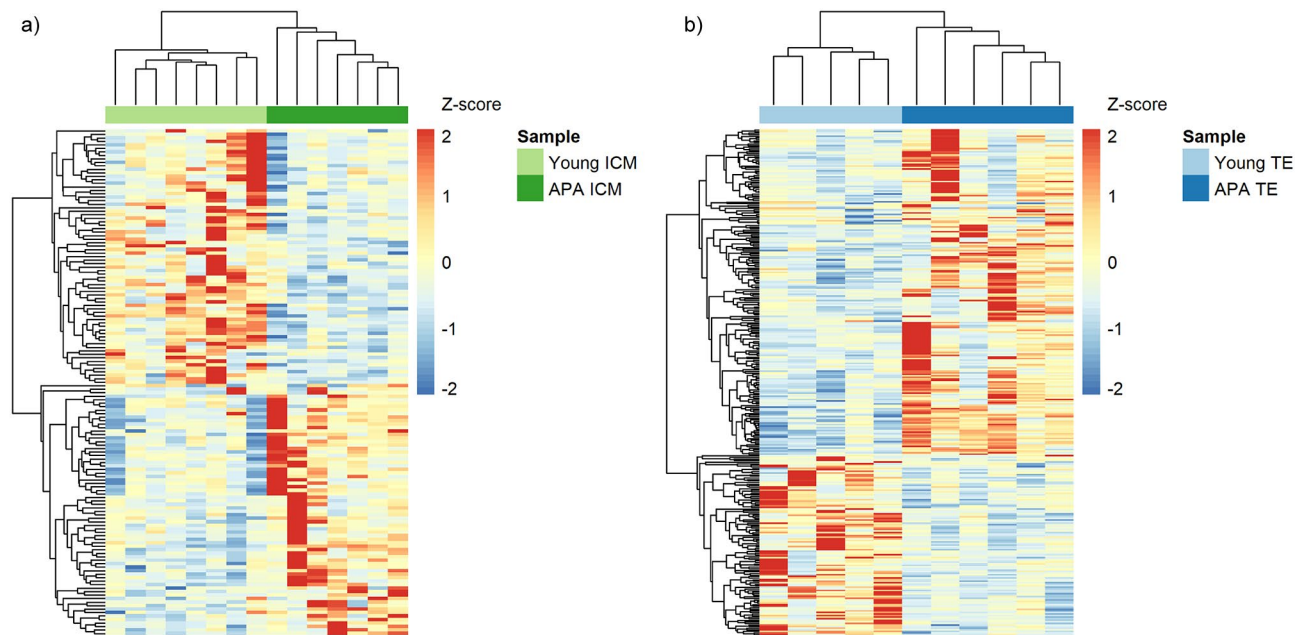 a)
Z-score
2
1
0
-1
-2
Sample
Young ICM
APA ICM
b)
Z-score
2
1
0
-1
-2
Sample
Young TE
APA TE